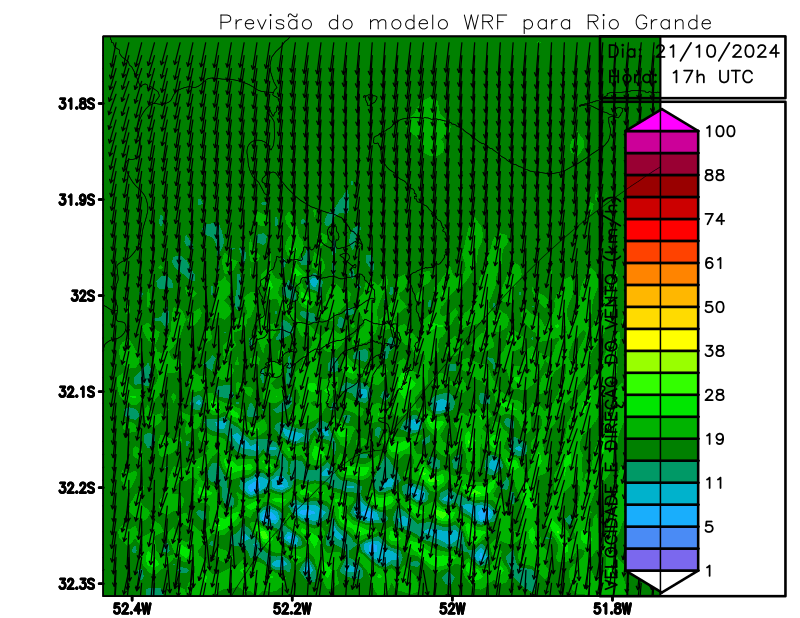 Previsão do modelo WRF para Rio Grande
Dia: 21/10/2024
Hora: 17h UTC
31.8S
31.9S
32S
32.1S
32.2S
32.3S
52.4W
52.2W
52W
51.8W
VELOCIDADE E DIREÇÃO DO VENTO (km/h)
100
88
74
61
50
38
28
19
11
5
1